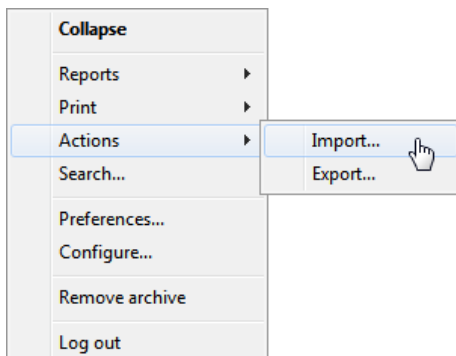 Collapse
Reports
Print
Actions
Import...
Search...
Export...
Preferences...
Configure...
Remove archive
Log out